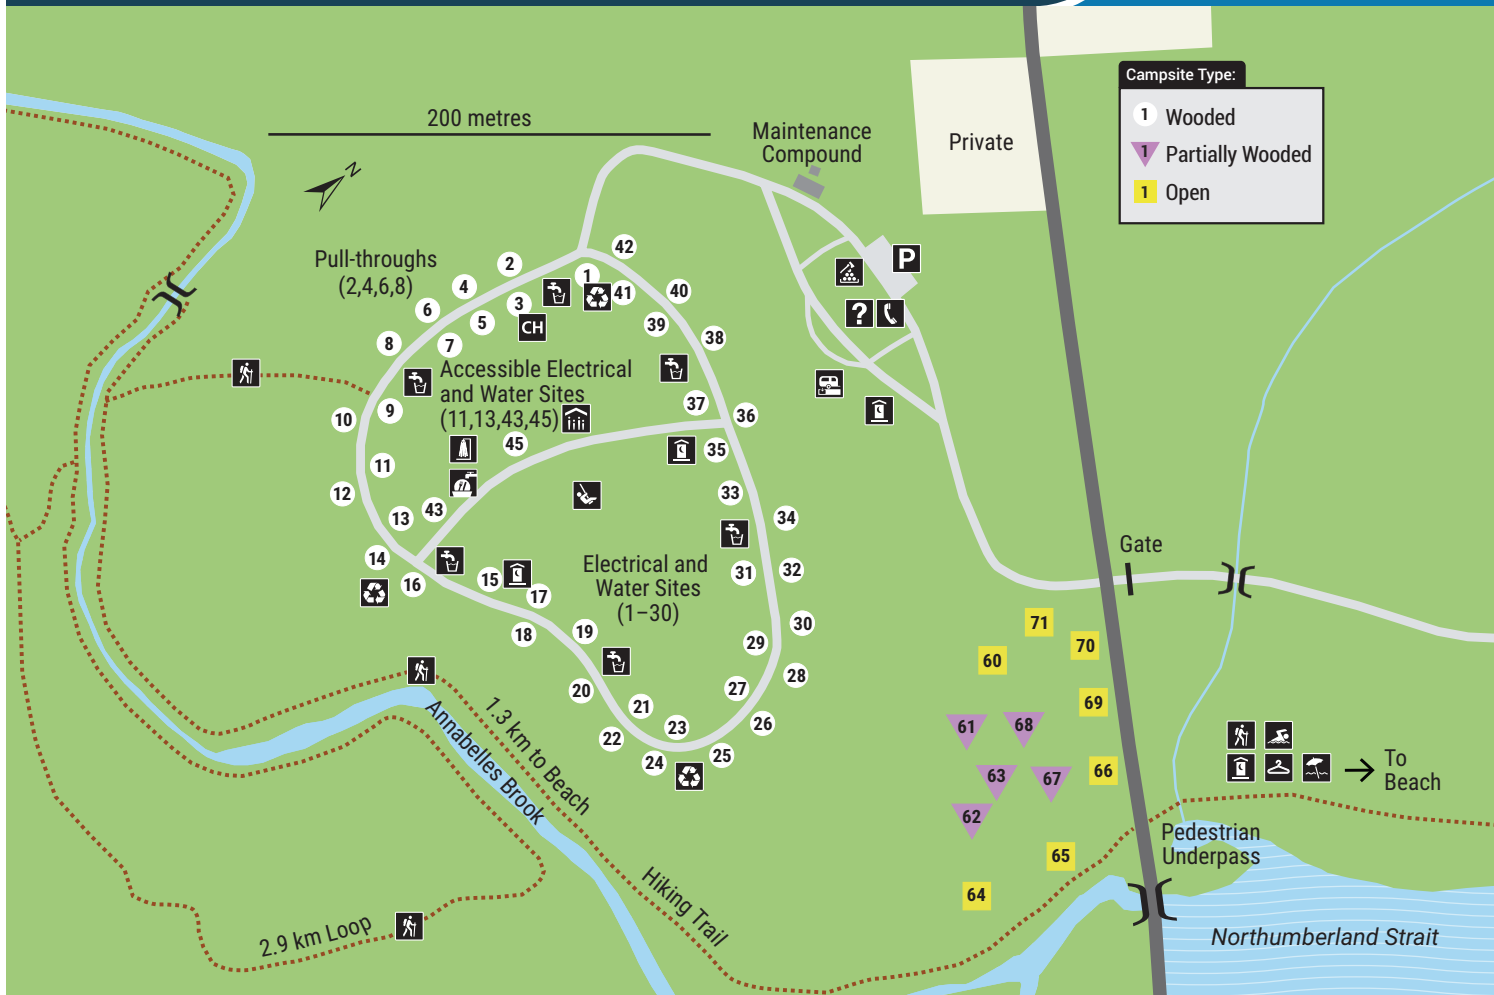 Campsite Type:
1 Wooded
1 Partially Wooded
1 Open
200 metres
Maintenance
Compound
Private
N
Pull-throughs
(2,4,6,8)
P
?
CH
Accessible Electrical
and Water Sites
(11,13,43,45)
Electrical and
Water Sites
(1–30)
Gate
42
2
1
4
41
40
3
6
5
39
38
8
7
37
9
36
10
45
35
11
12
33
43
13
34
14
31
32
15
16
17
30
19
18
29
28
27
20
21
26
23
22
25
24
71
70
60
69
61
68
66
63
67
62
65
64
To
Beach
Pedestrian
Underpass
1.3 km to Beach
Annabelles Brook
Hiking Trail
2.9 km Loop
Northumberland Strait